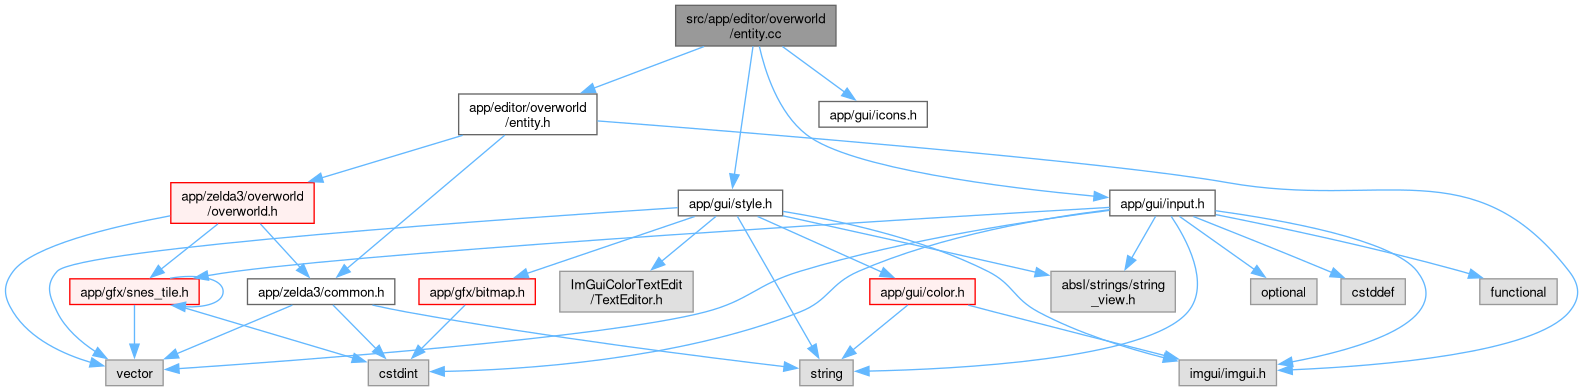 src/app/editor/overworld
/entity.cc
app/editor/overworld
/entity.h
app/gui/icons.h
app/zelda3/overworld
/overworld.h
app/gui/style.h
app/gui/input.h
app/gfx/snes_tile.h
app/zelda3/common.h
app/gfx/bitmap.h
ImGuiColorTextEdit
/TextEditor.h
app/gui/color.h
absl/strings/string
_view.h
optional
cstddef
functional
vector
cstdint
string
imgui/imgui.h